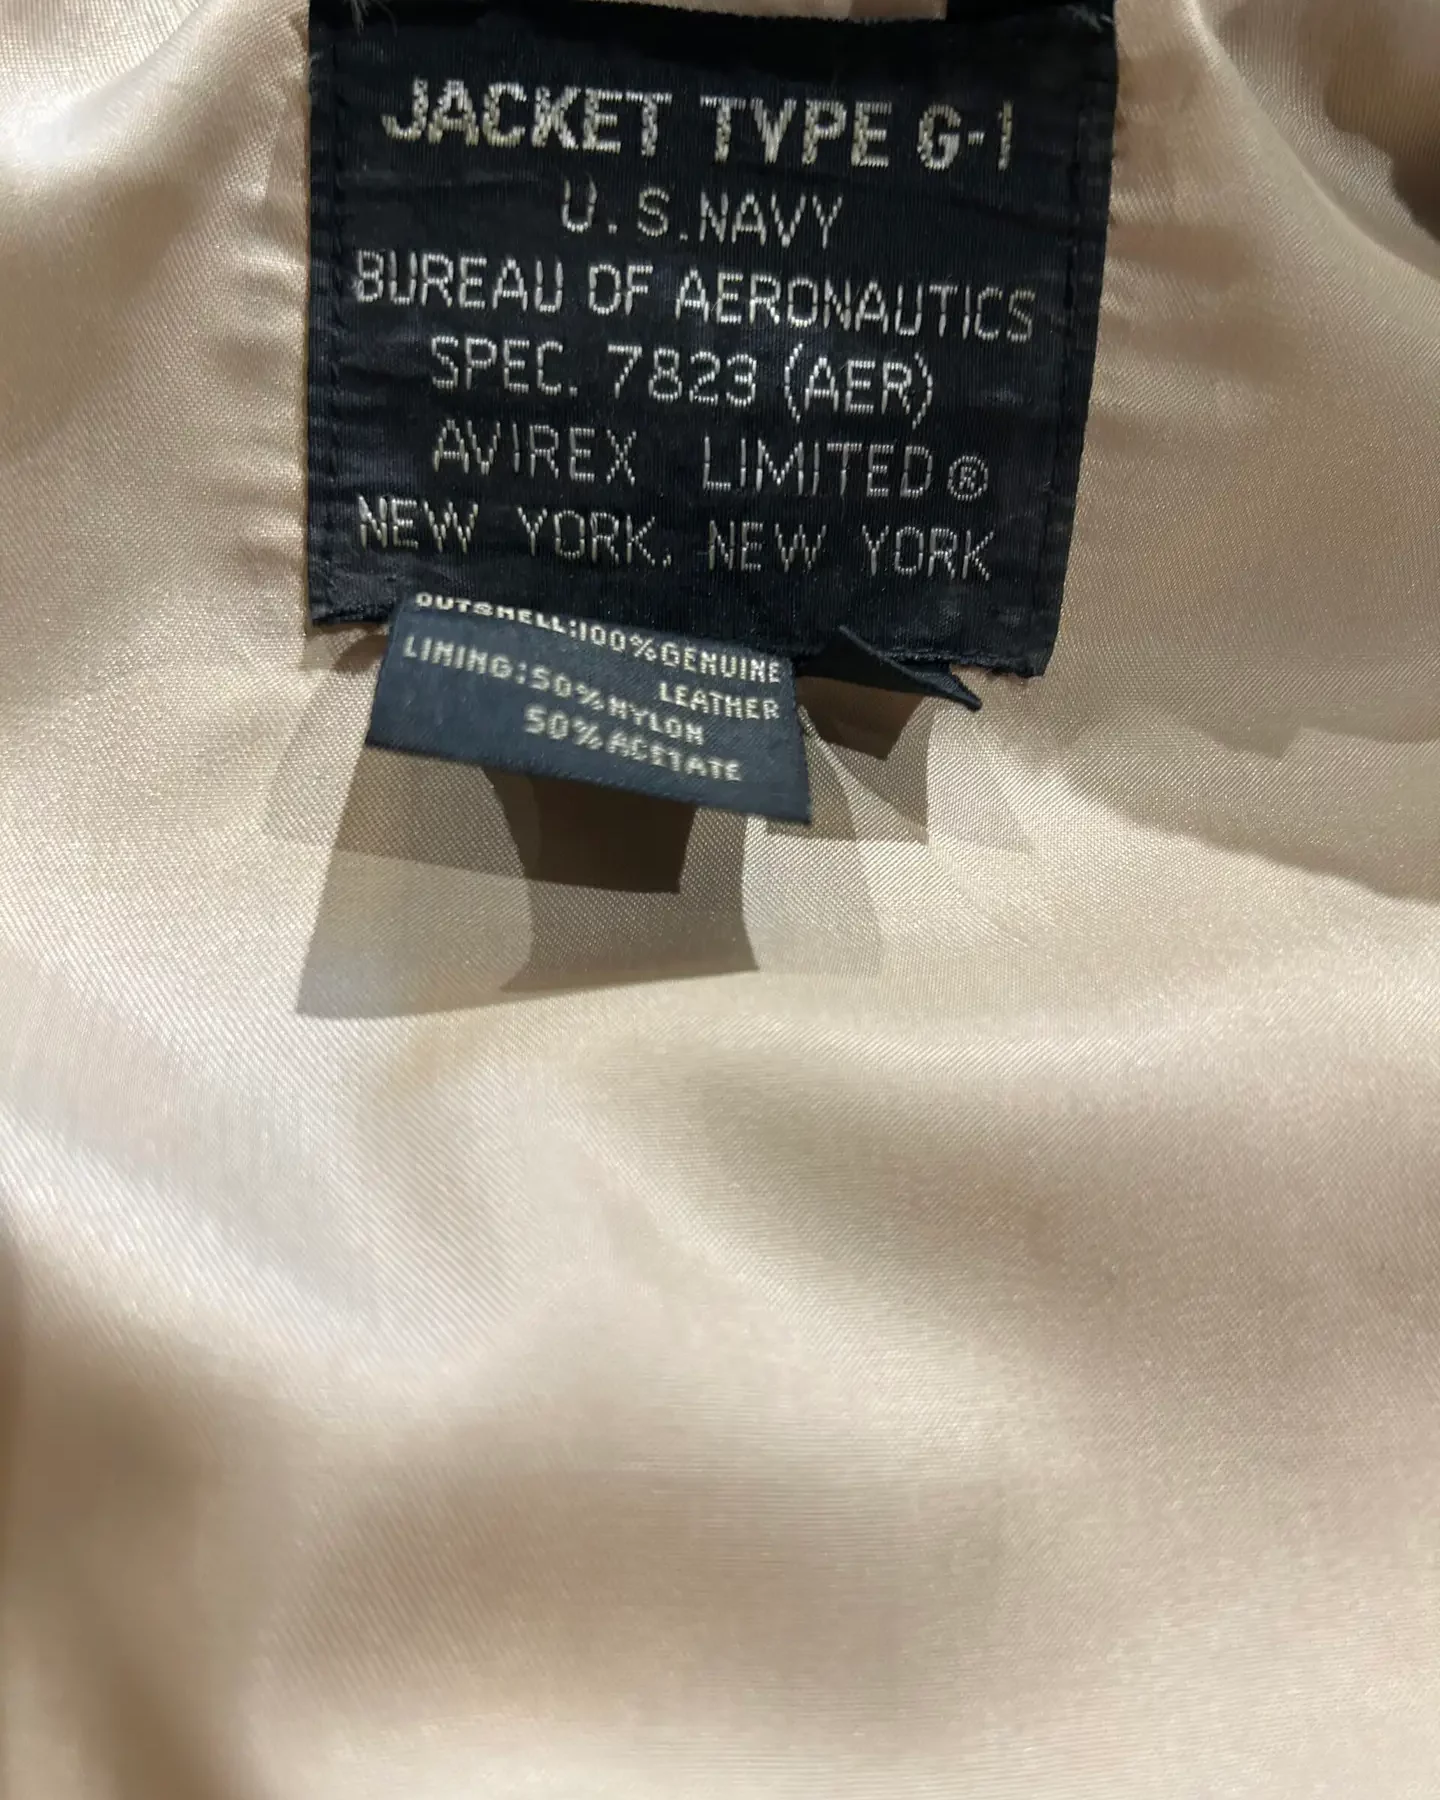 JACKET TYPE G-1
U.S.NAVY
BUREAU OF AERONAUTICS
SPEC. 7823 (AER)
AVIREX LIMITED®
NEW YORK, NEW YORK
OUTSHELL:100%GENUINE
LEATHER
LINING:50%NYLON
50%ACETATE